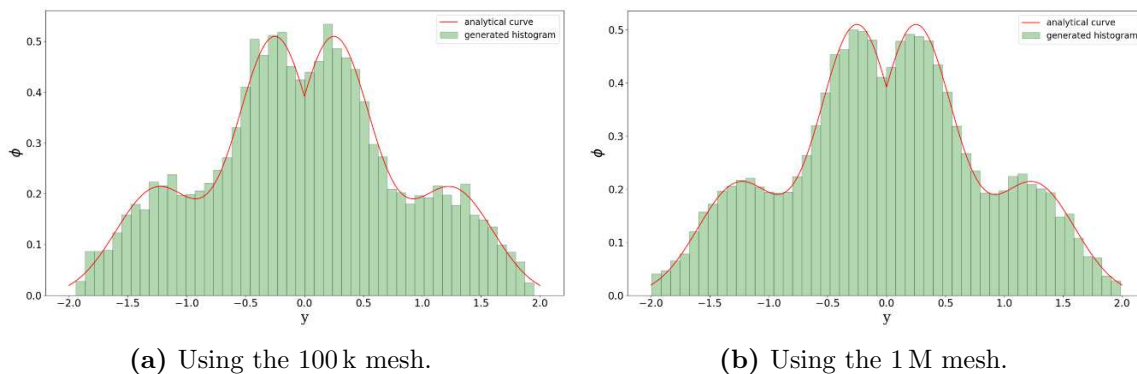 analytical curve
generated histogram
0.5
0.4
0.3
0.2
0.1
0.0
ϕ
−2.0 −1.5 −1.0 −0.5 0.0 0.5 1.0 1.5 2.0
y
(a) Using the 100 k mesh.
analytical curve
generated histogram
0.5
0.4
0.3
0.2
0.1
0.0
ϕ
−2.0 −1.5 −1.0 −0.5 0.0 0.5 1.0 1.5 2.0
y
(b) Using the 1 M mesh.